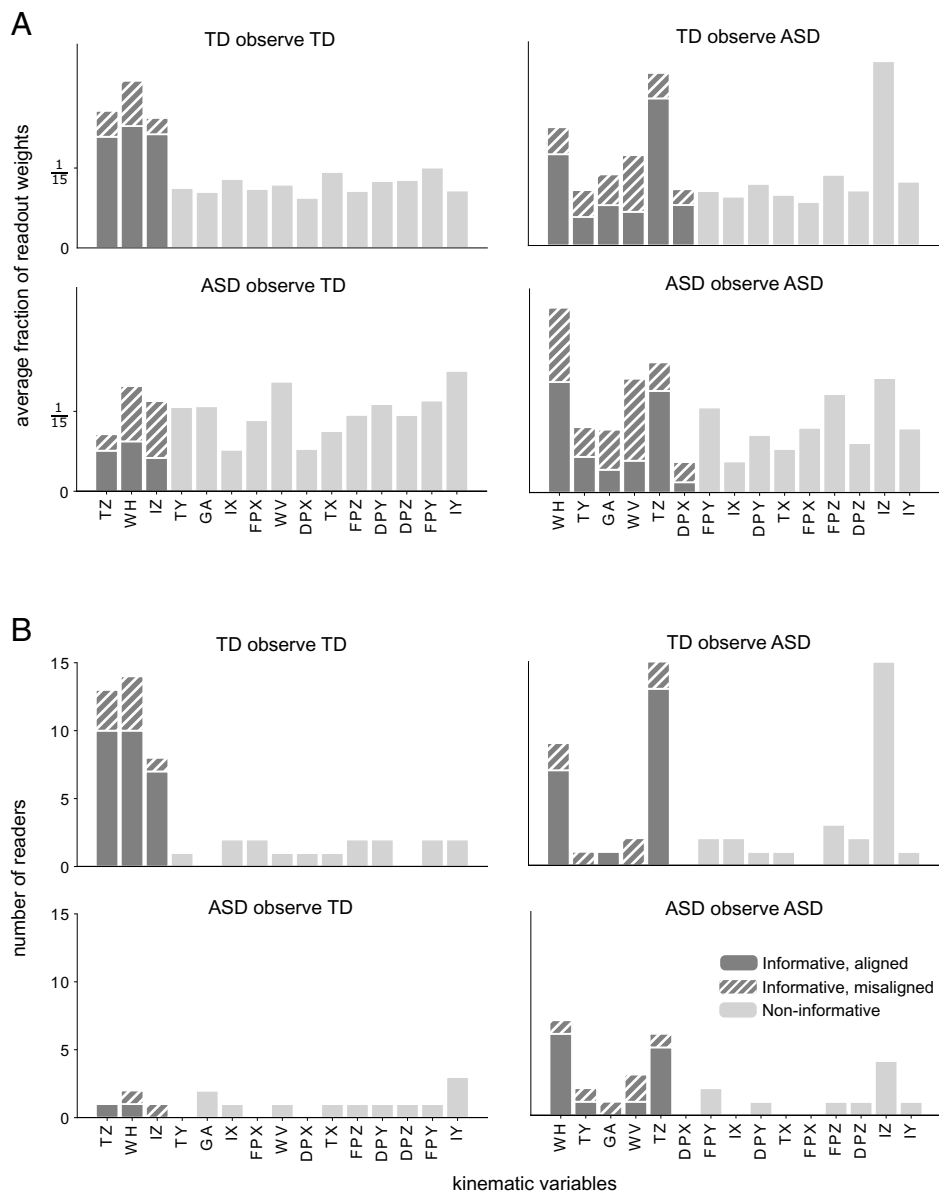 A
TD observe TD
TD observe ASD
average fraction of readout weights
1
15
0
ASD observe TD
ASD observe ASD
1
15
0
TZ WH IZ TY GA IX FPX WV DPX TX FPZ DPY DPZ FPY IY
WH TY GA WV TZ DPX FPY IX DPY TX FPX FPZ DPZ IZ IY
B
TD observe TD
TD observe ASD
number of readers
15
10
5
0
ASD observe TD
ASD observe ASD
15
10
5
0
Informative, aligned
Informative, misaligned
Non-informative
TZ WH IZ TY GA IX FPX WV DPX TX FPZ DPY DPZ FPY IY
WH TY GA WV TZ DPX FPY IX DPY TX FPX FPZ DPZ IZ IY
kinematic variables